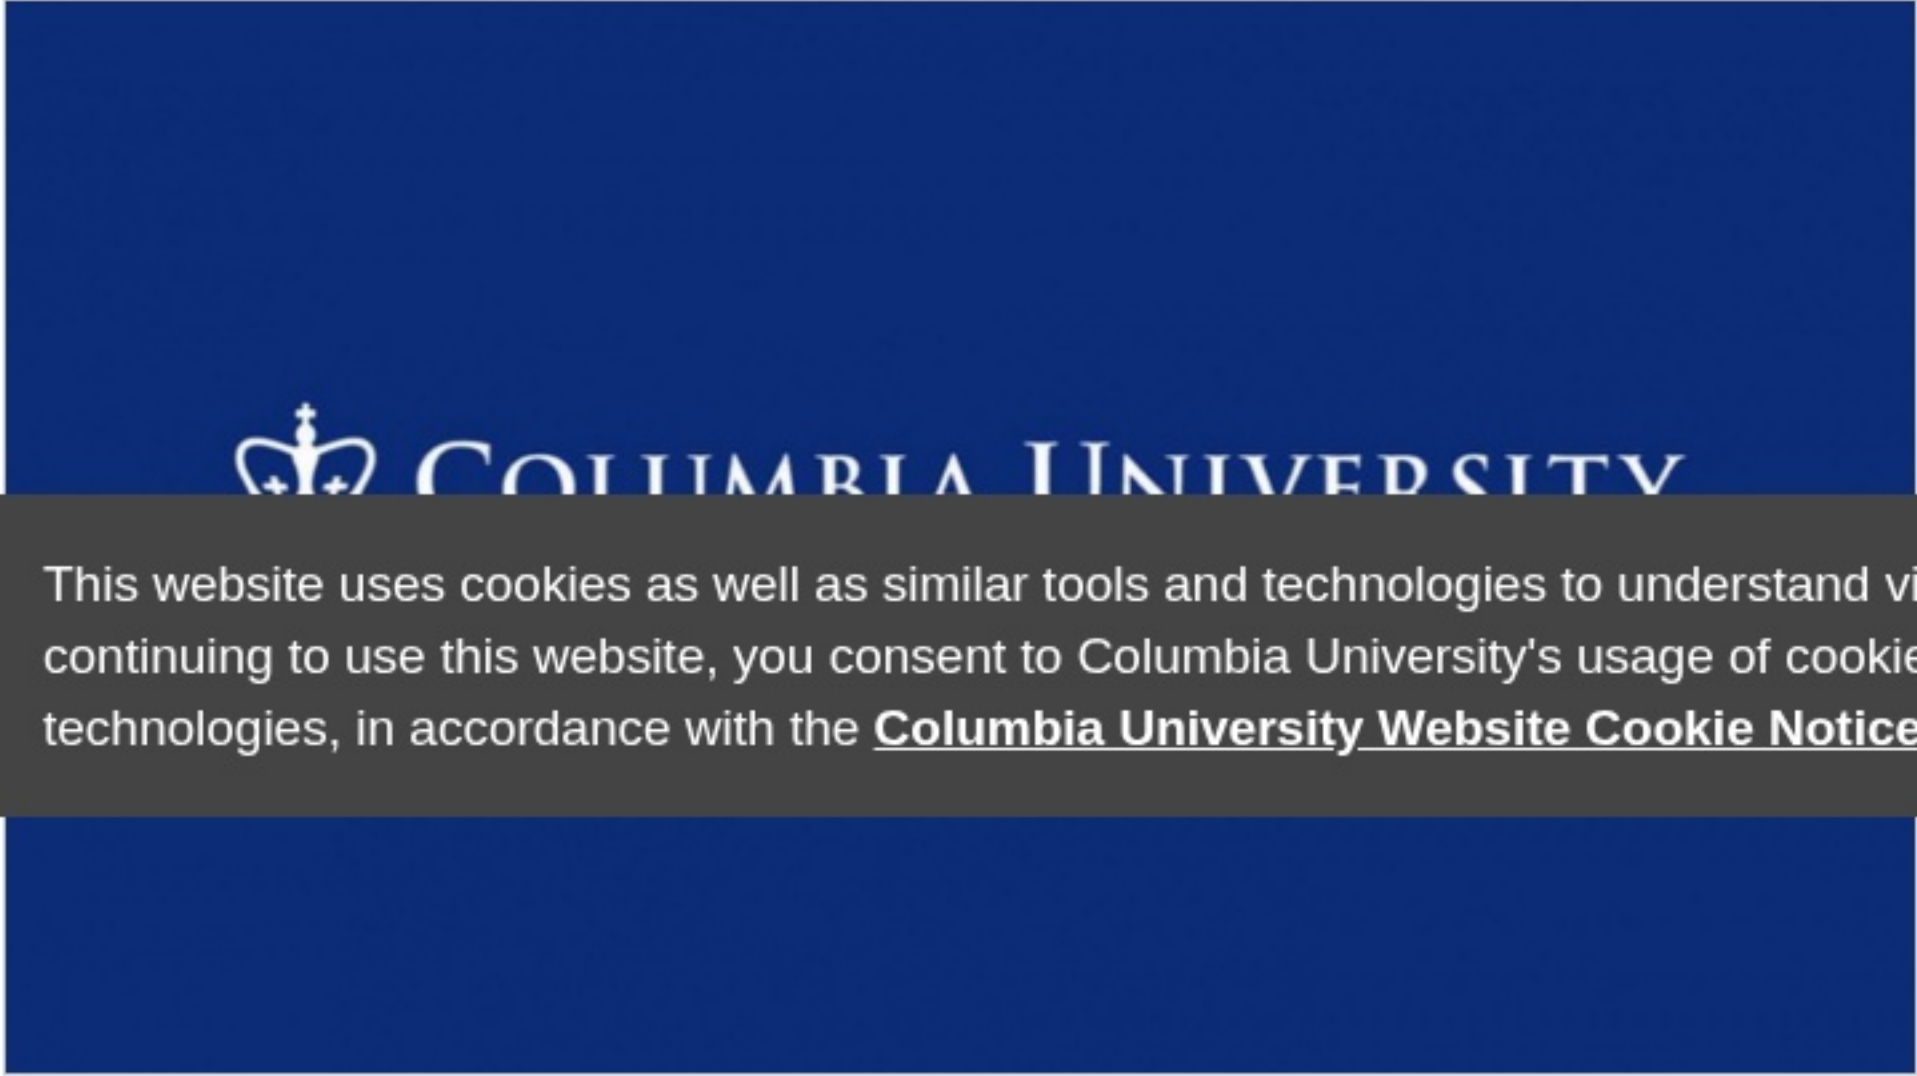 COLUMBIA UNIVERSITY
This website uses cookies as well as similar tools and technologies to understand
continuing to use this website, you consent to Columbia University's usage of
technologies, in accordance with the Columbia University Website Cookie Notice